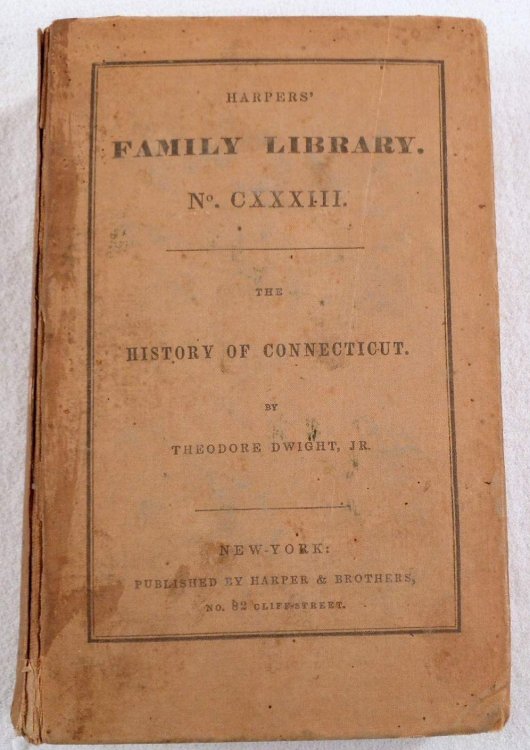 HARPERS'
FAMILY LIBRARY.
No. CXXXIII.
THE
HISTORY OF CONNECTICUT.
BY
THEODORE DWIGHT, JR.
NEW-YORK:
PUBLISHED BY HARPER & BROTHERS,
NO. 82 CLIFF-STREET.